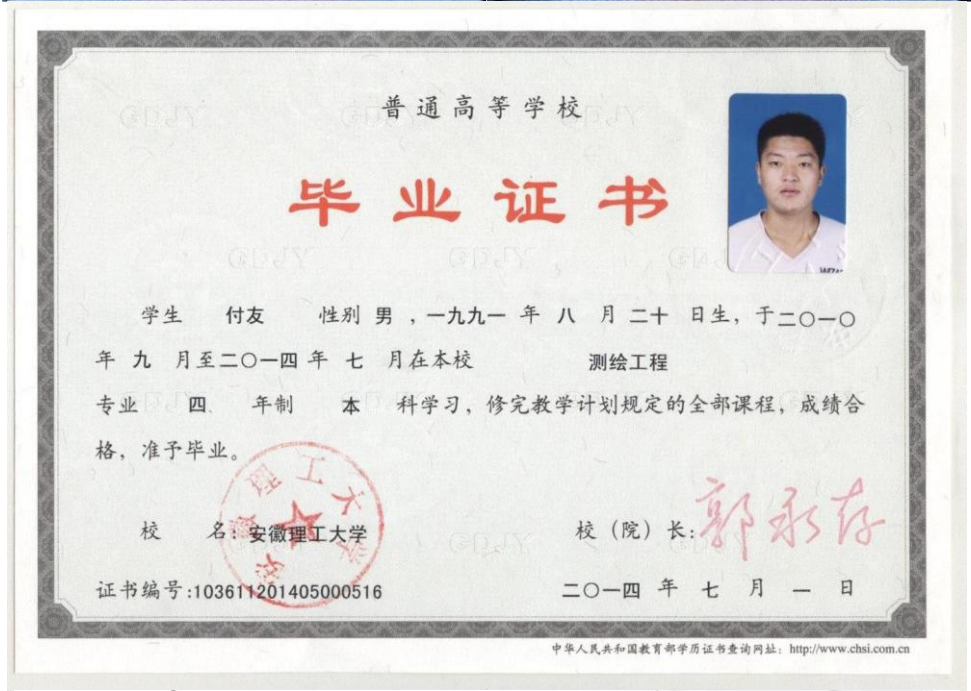 普通高等学校
毕业证书
学生 付友 性别 男 ，一九九一 年 八 月 二十 日生，于二〇一〇
年 九 月至二〇一四 年 七 月在本校 测绘工程
专业 四 年制 本 科学习，修完教学计划规定的全部课程，成绩合
格，准予毕业。
安徽理工大学
校 名：安徽理工大学 校（院）长：郭永存
证书编号:103611201405000516 二〇一四 年 七 月 一 日
中华人民共和国教育部学历证书查询网址：http://www.chsi.com.cn